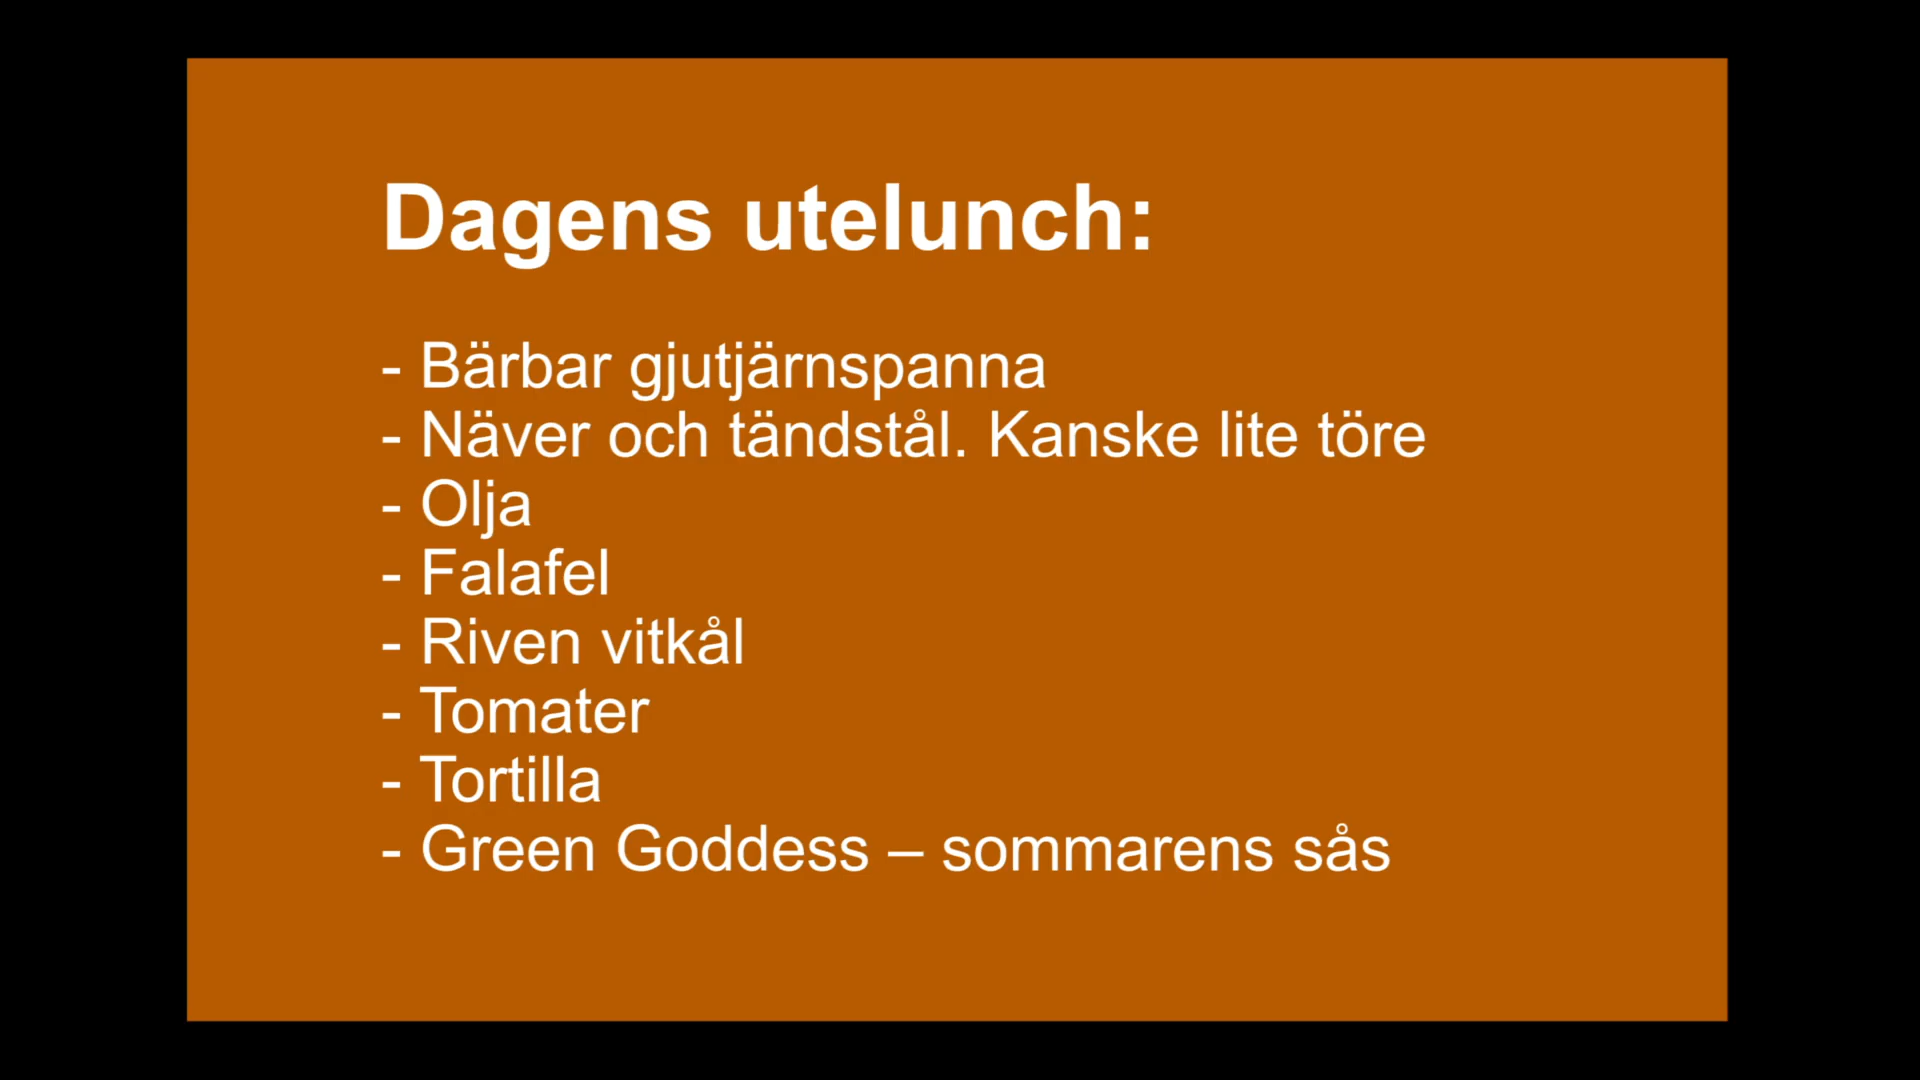 Dagens utelunch:
- Bärbar gjutjärnspanna
- Näver och tändstål. Kanske lite töre
- Olja
- Falafel
- Riven vitkål
- Tomater
- Tortilla
- Green Goddess – sommarens sås